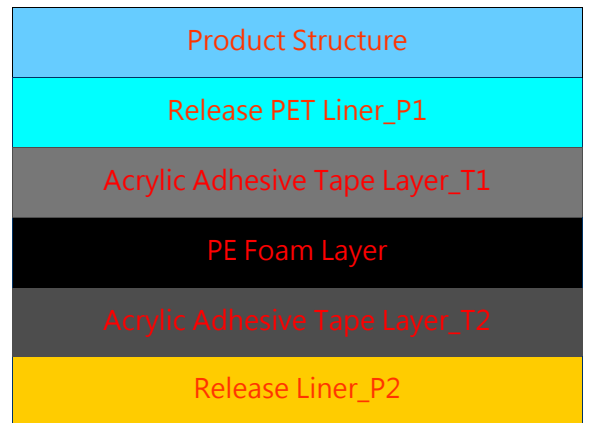 Product Structure
Release PET Liner_P1
Acrylic Adhesive Tape Layer_T1
PE Foam Layer
Acrylic Adhesive Tape Layer_T2
Release Liner_P2